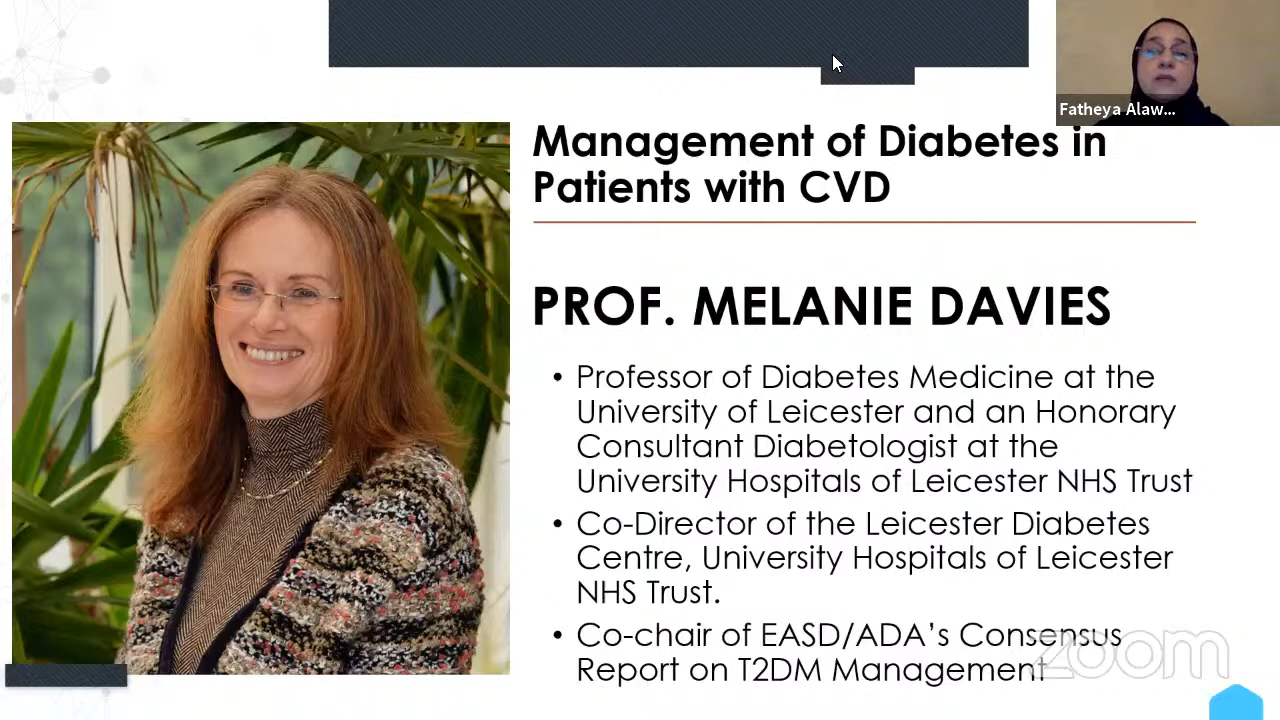 Fatheya Alaw...
Management of Diabetes in
Patients with CVD
PROF. MELANIE DAVIES
• Professor of Diabetes Medicine at the
University of Leicester and an Honorary
Consultant Diabetologist at the
University Hospitals of Leicester NHS Trust
• Co-Director of the Leicester Diabetes
Centre, University Hospitals of Leicester
NHS Trust.
• Co-chair of EASD/ADA’s Consensus
Report on T2DM Management
zoom